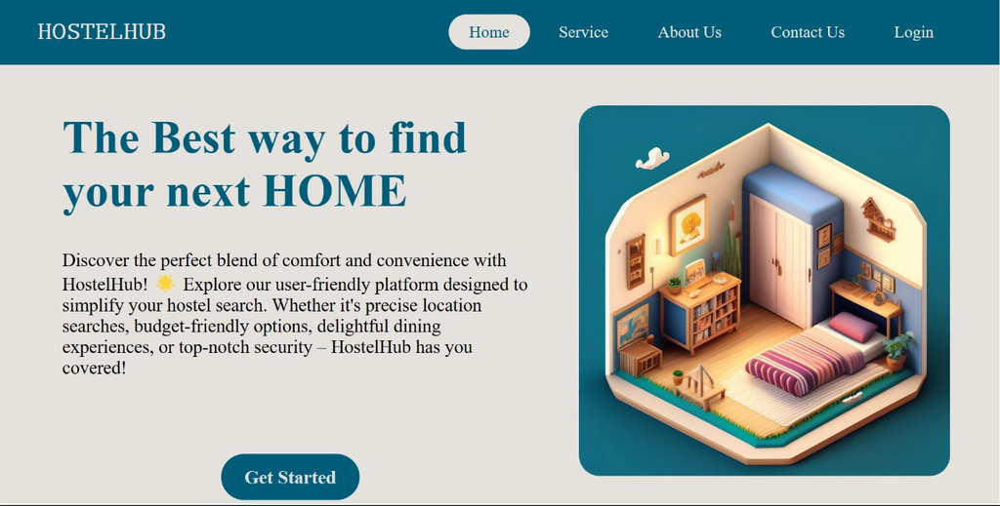 HOSTELHUB
Home
Service
About Us
Contact Us
Login
The Best way to find
your next HOME
Discover the perfect blend of comfort and convenience with
HostelHub! 🌟 Explore our user-friendly platform designed to
simplify your hostel search. Whether it's precise location
searches, budget-friendly options, delightful dining
experiences, or top-notch security – HostelHub has you
covered!
Get Started